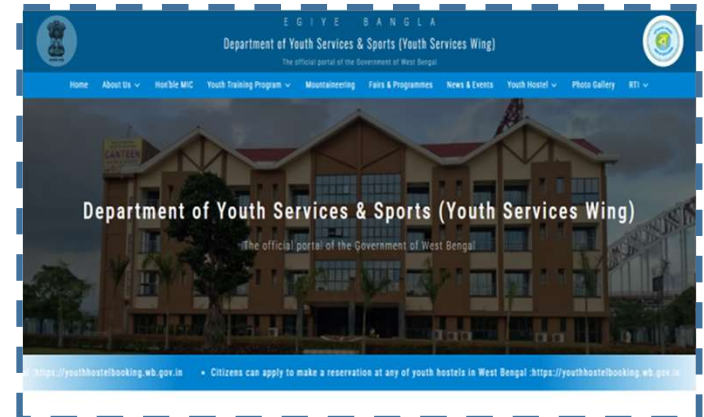 EGIYE BANGLA
Department of Youth Services & Sports (Youth Services Wing)
The official portal of the Government of West Bengal
Home About Us Hon'ble MIC Youth Training Program Mountaineering Fairs & Programmes News & Events Youth Hostel Photo Gallery RTI
CANTEEN
Department of Youth Services & Sports (Youth Services Wing)
The official portal of the Government of West Bengal
:https://youthhostelbooking.wb.gov.in • Citizens can apply to make a reservation at any of youth hostels in West Bengal :https://youthhostelbooking.wb.gov.in